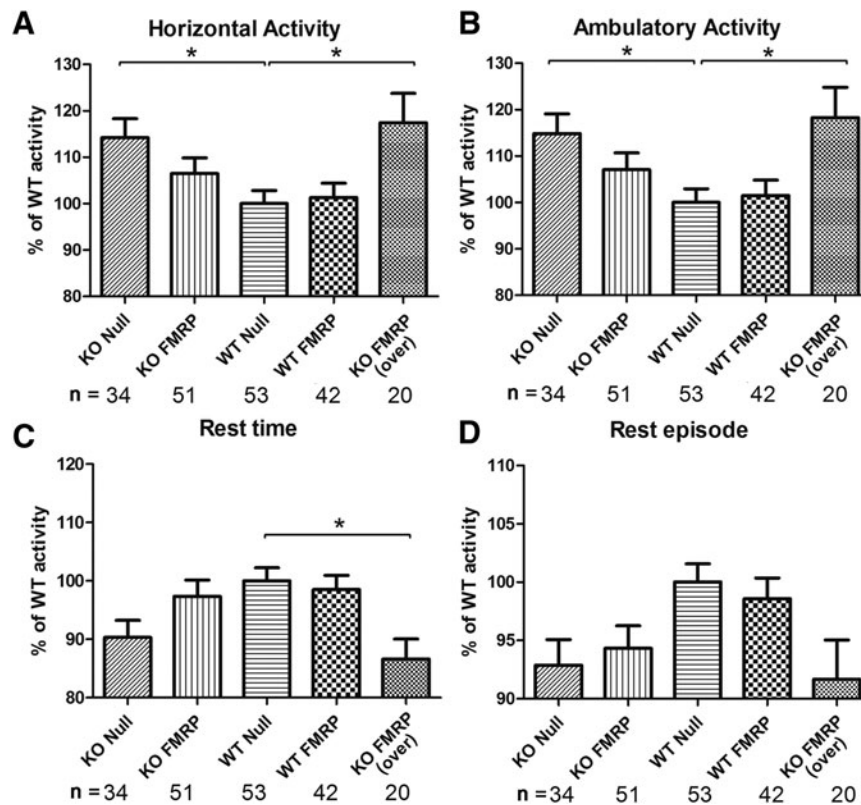 A
Horizontal Activity
% of WT activity
130
120
110
100
90
80
*
*
KO Null
KO FMRP
WT Null
WT FMRP
KO FMRP
(over)
n = 34 51 53 42 20
B
Ambulatory Activity
% of WT activity
130
120
110
100
90
80
*
*
KO Null
KO FMRP
WT Null
WT FMRP
KO FMRP
(over)
n = 34 51 53 42 20
C
Rest time
% of WT activity
120
110
100
90
80
*
KO Null
KO FMRP
WT Null
WT FMRP
KO FMRP
(over)
n = 34 51 53 42 20
D
Rest episode
% of WT activity
110
105
100
95
90
KO Null
KO FMRP
WT Null
WT FMRP
KO FMRP
(over)
n = 34 51 53 42 20